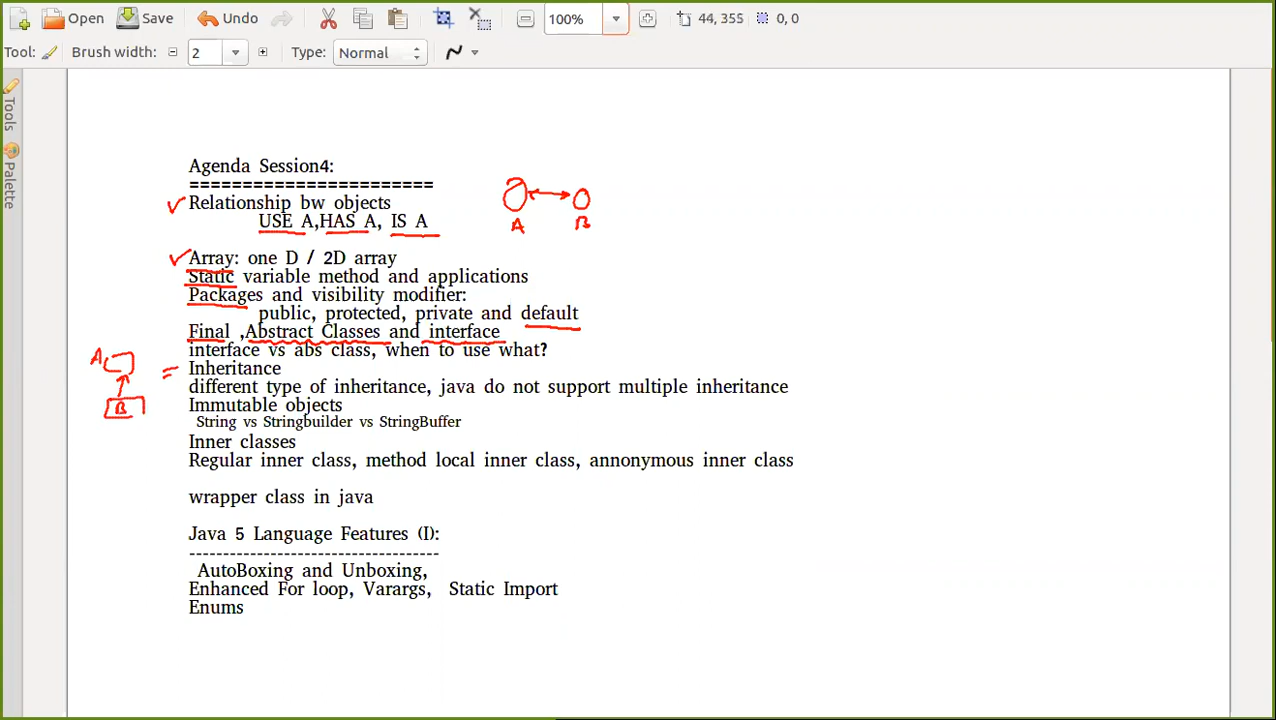 Open Save Undo 100% 44, 355 0, 0
Tool: Brush width: 2 Type: Normal
Tools
Palette
Agenda Session4:
=======================
Relationship bw objects
USE A,HAS A, IS A
A B
Array: one D / 2D array
Static variable method and applications
Packages and visibility modifier:
public, protected, private and default
Final ,Abstract Classes and interface
interface vs abs class, when to use what?
A
Inheritance
different type of inheritance, java do not support multiple inheritance
B
Immutable objects
String vs Stringbuilder vs StringBuffer
Inner classes
Regular inner class, method local inner class, annonymous inner class
wrapper class in java
Java 5 Language Features (I):
-------------------------------------
AutoBoxing and Unboxing,
Enhanced For loop, Varargs, Static Import
Enums